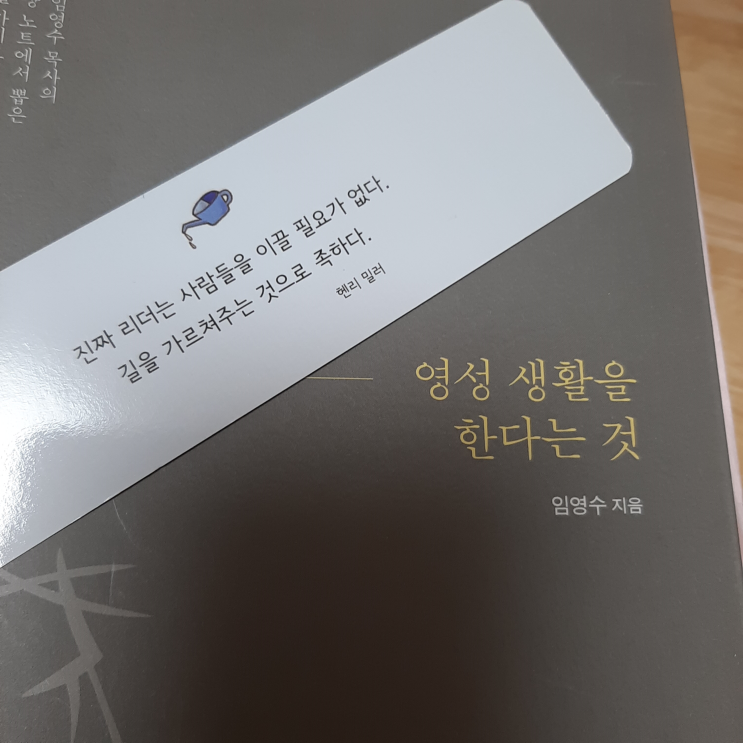 임영수 목사의
노트에서 뽑은
진짜 리더는 사람들을 이끌 필요가 없다.
길을 가르쳐주는 것으로 족하다.
헨리 밀러
영성 생활을
한다는 것
임영수 지음